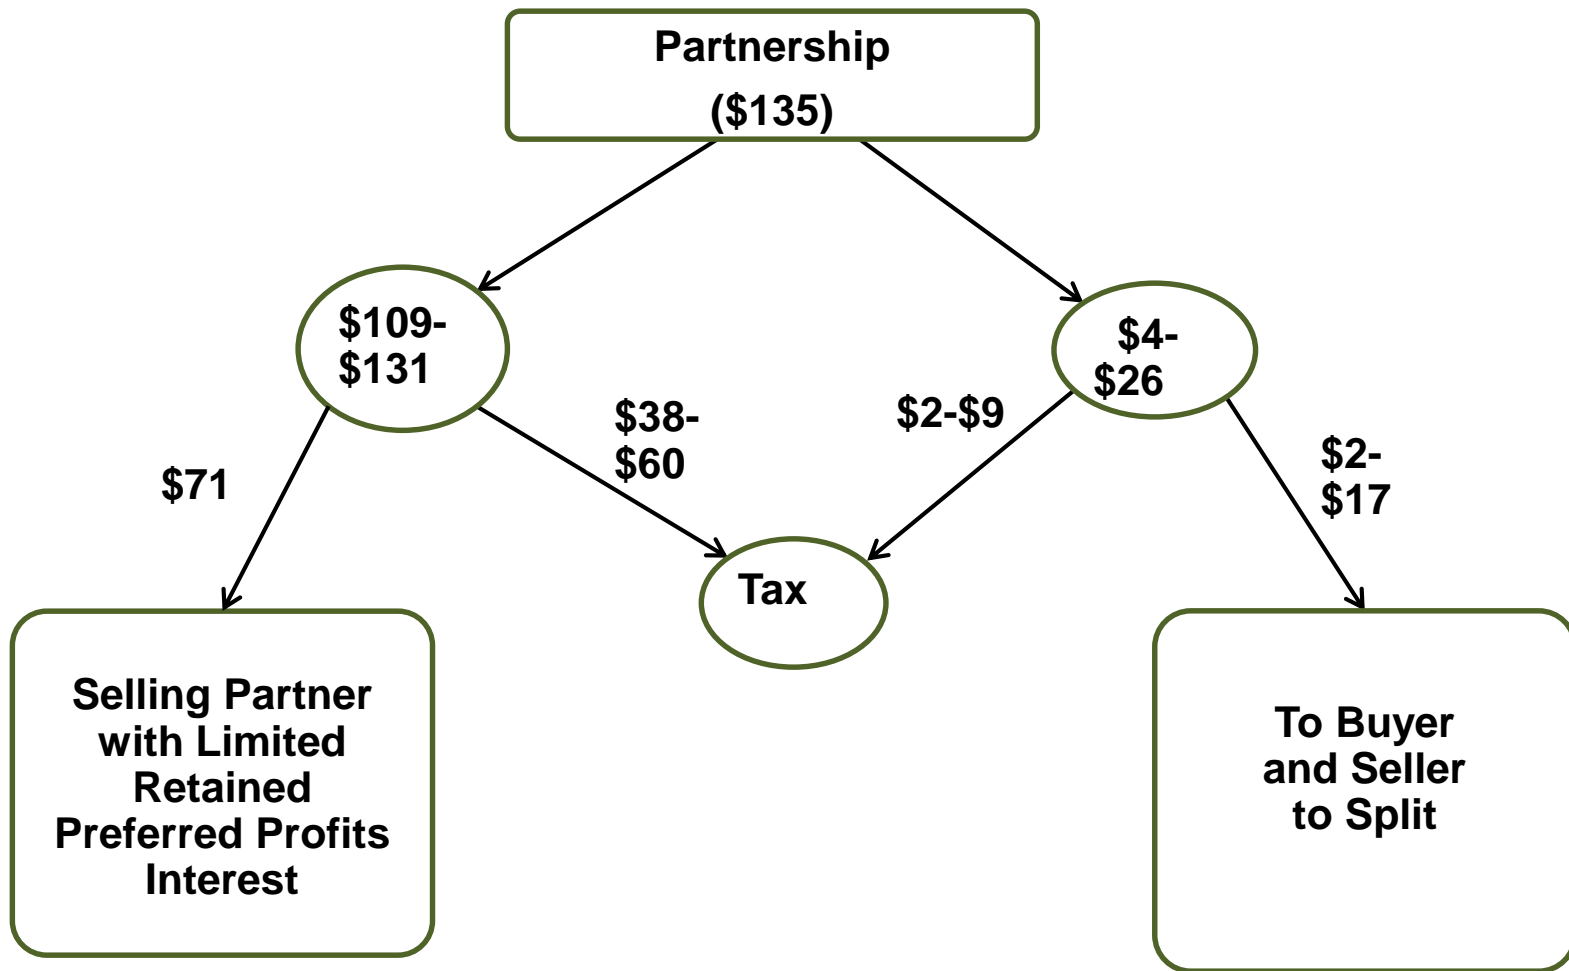 Partnership
($135)
$109-
$131
$4-
$26
$38-
$60
$2-$9
$71
$2-
$17
Tax
Selling Partner
with Limited
Retained
Preferred Profits
Interest
To Buyer
and Seller
to Split